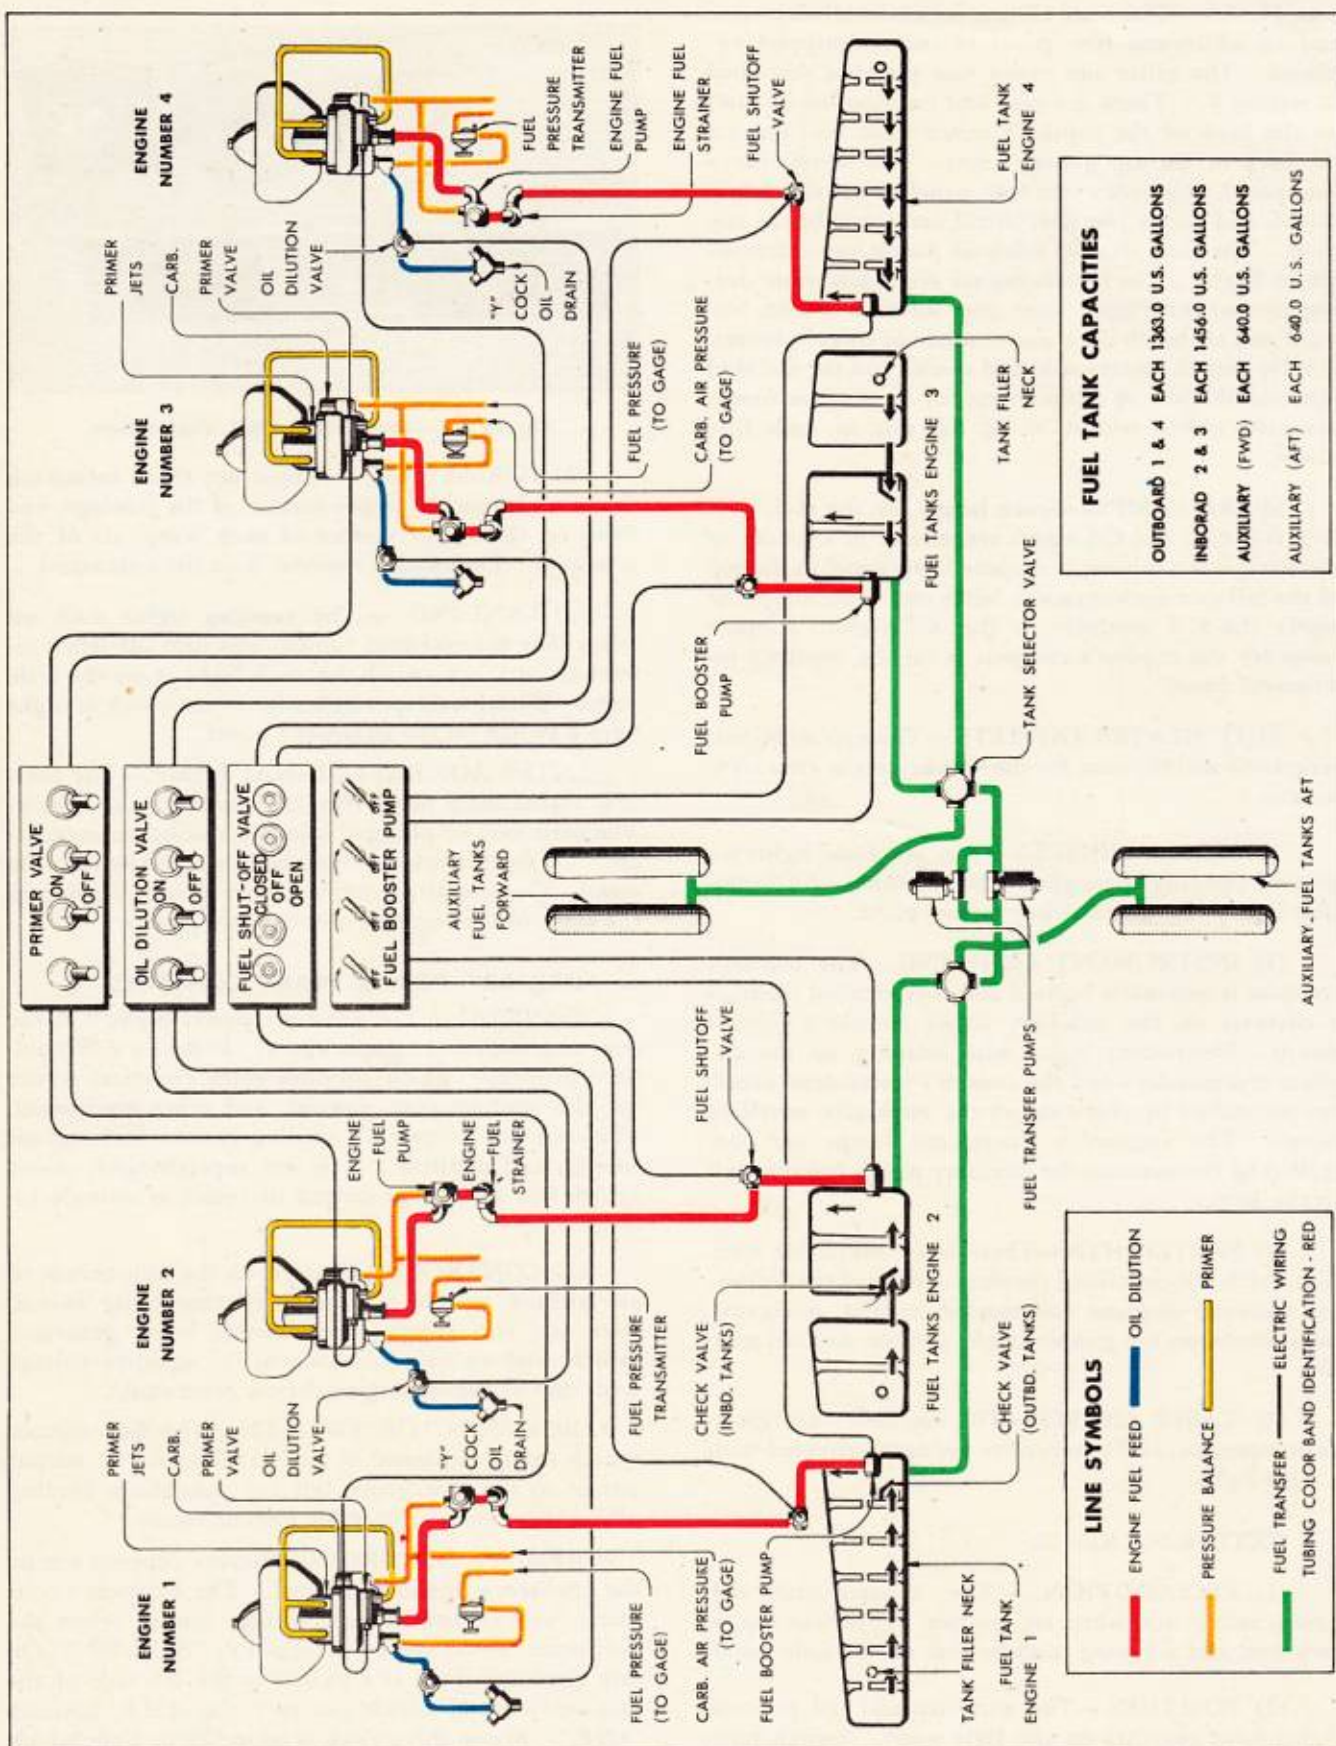 ENGINE
NUMBER 1
PRIMER
JETS
CARB.
PRIMER
VALVE
OIL
DILUTION
VALVE
"Y"
COCK
OIL
DRAIN
ENGINE
NUMBER 2
ENGINE
FUEL
PUMP
ENGINE
FUEL
STRAINER
FUEL PRESSURE
(TO GAGE)
CARB. AIR PRESSURE
(TO GAGE)
FUEL BOOSTER PUMP
FUEL PRESSURE
TRANSMITTER
FUEL SHUTOFF
VALVE
CHECK VALVE
(INBD. TANKS)
TANK FILLER NECK
FUEL TANK
ENGINE 1
FUEL TANKS ENGINE 2
CHECK VALVE
(OUTBD. TANKS)
PRIMER VALVE
ON
OFF
OIL DILUTION VALVE
ON
OFF
FUEL SHUT-OFF VALVE
CLOSED
OFF
OPEN
OFF OFF OFF OFF
FUEL BOOSTER PUMP
AUXILIARY
FUEL TANKS
FORWARD
FUEL TRANSFER PUMPS
AUXILIARY FUEL TANKS AFT
TANK SELECTOR VALVE
ENGINE
NUMBER 3
PRIMER
JETS
CARB.
PRIMER
VALVE
OIL
DILUTION
VALVE
"Y"
COCK
OIL
DRAIN
ENGINE
NUMBER 4
FUEL
PRESSURE
TRANSMITTER
ENGINE FUEL
PUMP
ENGINE FUEL
STRAINER
FUEL SHUTOFF
VALVE
FUEL PRESSURE
(TO GAGE)
CARB. AIR PRESSURE
(TO GAGE)
FUEL BOOSTER
PUMP
FUEL TANKS ENGINE 3
TANK FILLER
NECK
FUEL TANK
ENGINE 4
LINE SYMBOLS
ENGINE FUEL FEED OIL DILUTION
PRESSURE BALANCE PRIMER
FUEL TRANSFER ELECTRIC WIRING
TUBING COLOR BAND IDENTIFICATION - RED
FUEL TANK CAPACITIES
OUTBOARD 1 & 4 EACH 1363.0 U.S. GALLONS
INBORAD 2 & 3 EACH 1456.0 U.S. GALLONS
AUXILIARY (FWD) EACH 640.0 U.S. GALLONS
AUXILIARY (AFT) EACH 640.0 U.S. GALLONS